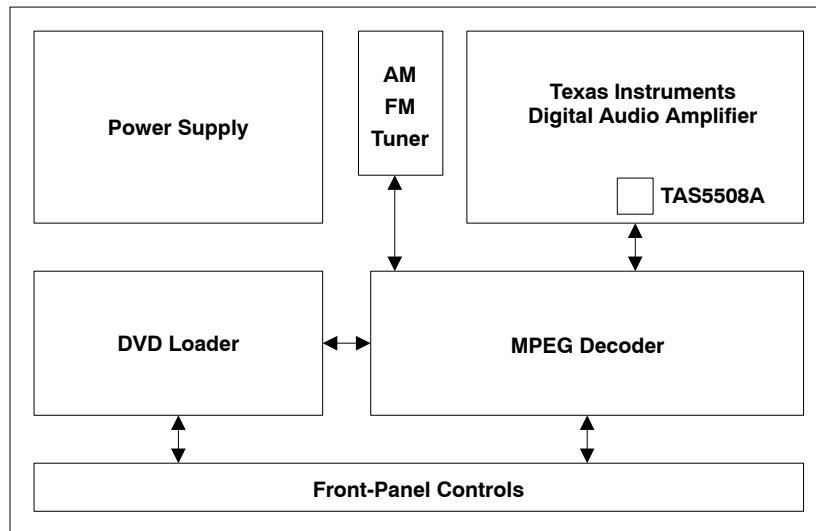 Power Supply
AM
FM
Tuner
Texas Instruments
Digital Audio Amplifier
TAS5508A
DVD Loader
MPEG Decoder
Front-Panel Controls